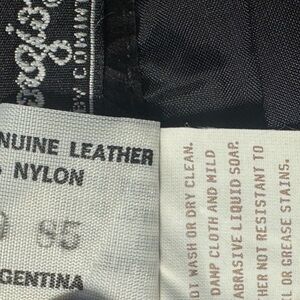 BY COMINT
NUINE LEATHER
NYLON
85
GENTINA
OT WASH OR DRY CLEAN.
DAMP CLOTH AND MILD
ABRASIVE LIQUID SOAP.
HER NOT RESISTANT TO
L OR GREASE STAINS.